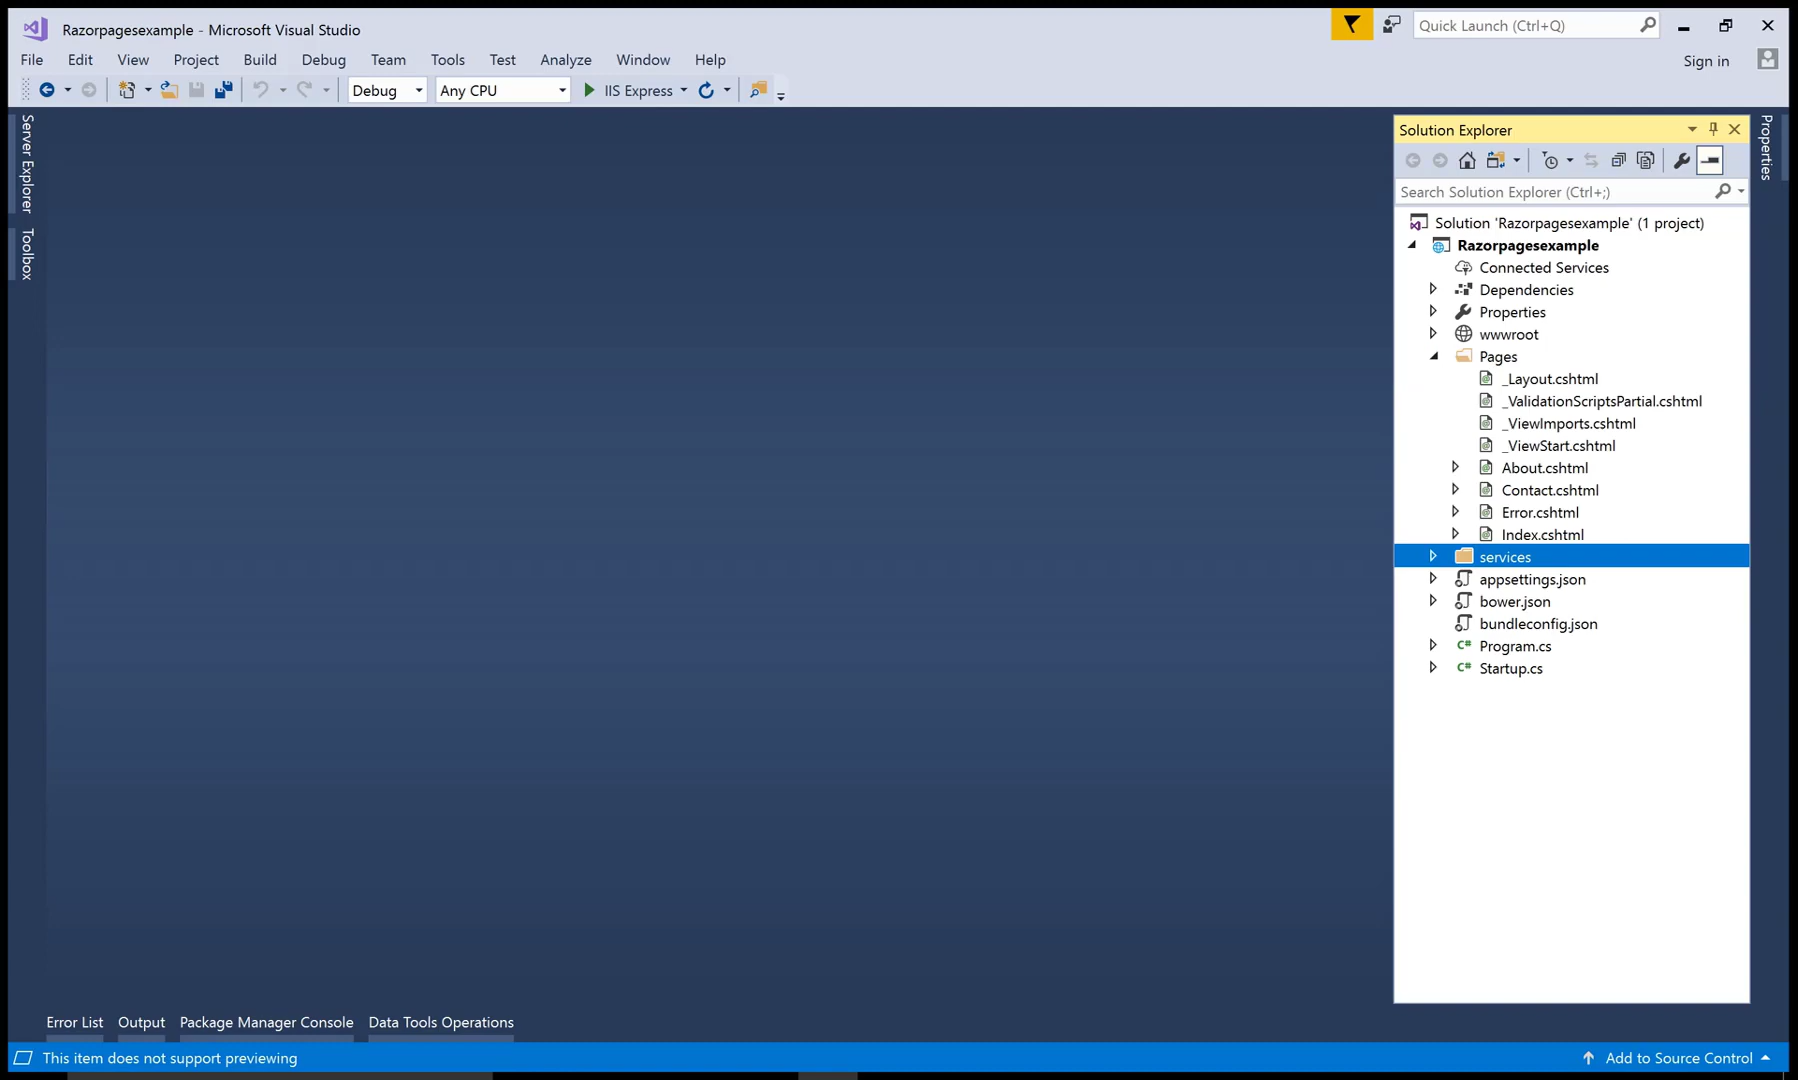 Razorpagesexample - Microsoft Visual Studio
Quick Launch (Ctrl+Q)
File Edit View Project Build Debug Team Tools Test Analyze Window Help
Sign in
Debug Any CPU IIS Express
Server Explorer
Toolbox
Solution Explorer
Properties
Search Solution Explorer (Ctrl+;)
Solution 'Razorpagesexample' (1 project)
Razorpagesexample
Connected Services
Dependencies
Properties
wwwroot
Pages
_Layout.cshtml
_ValidationScriptsPartial.cshtml
_ViewImports.cshtml
_ViewStart.cshtml
About.cshtml
Contact.cshtml
Error.cshtml
Index.cshtml
services
appsettings.json
bower.json
bundleconfig.json
C# Program.cs
C# Startup.cs
Error List Output Package Manager Console Data Tools Operations
This item does not support previewing
Add to Source Control